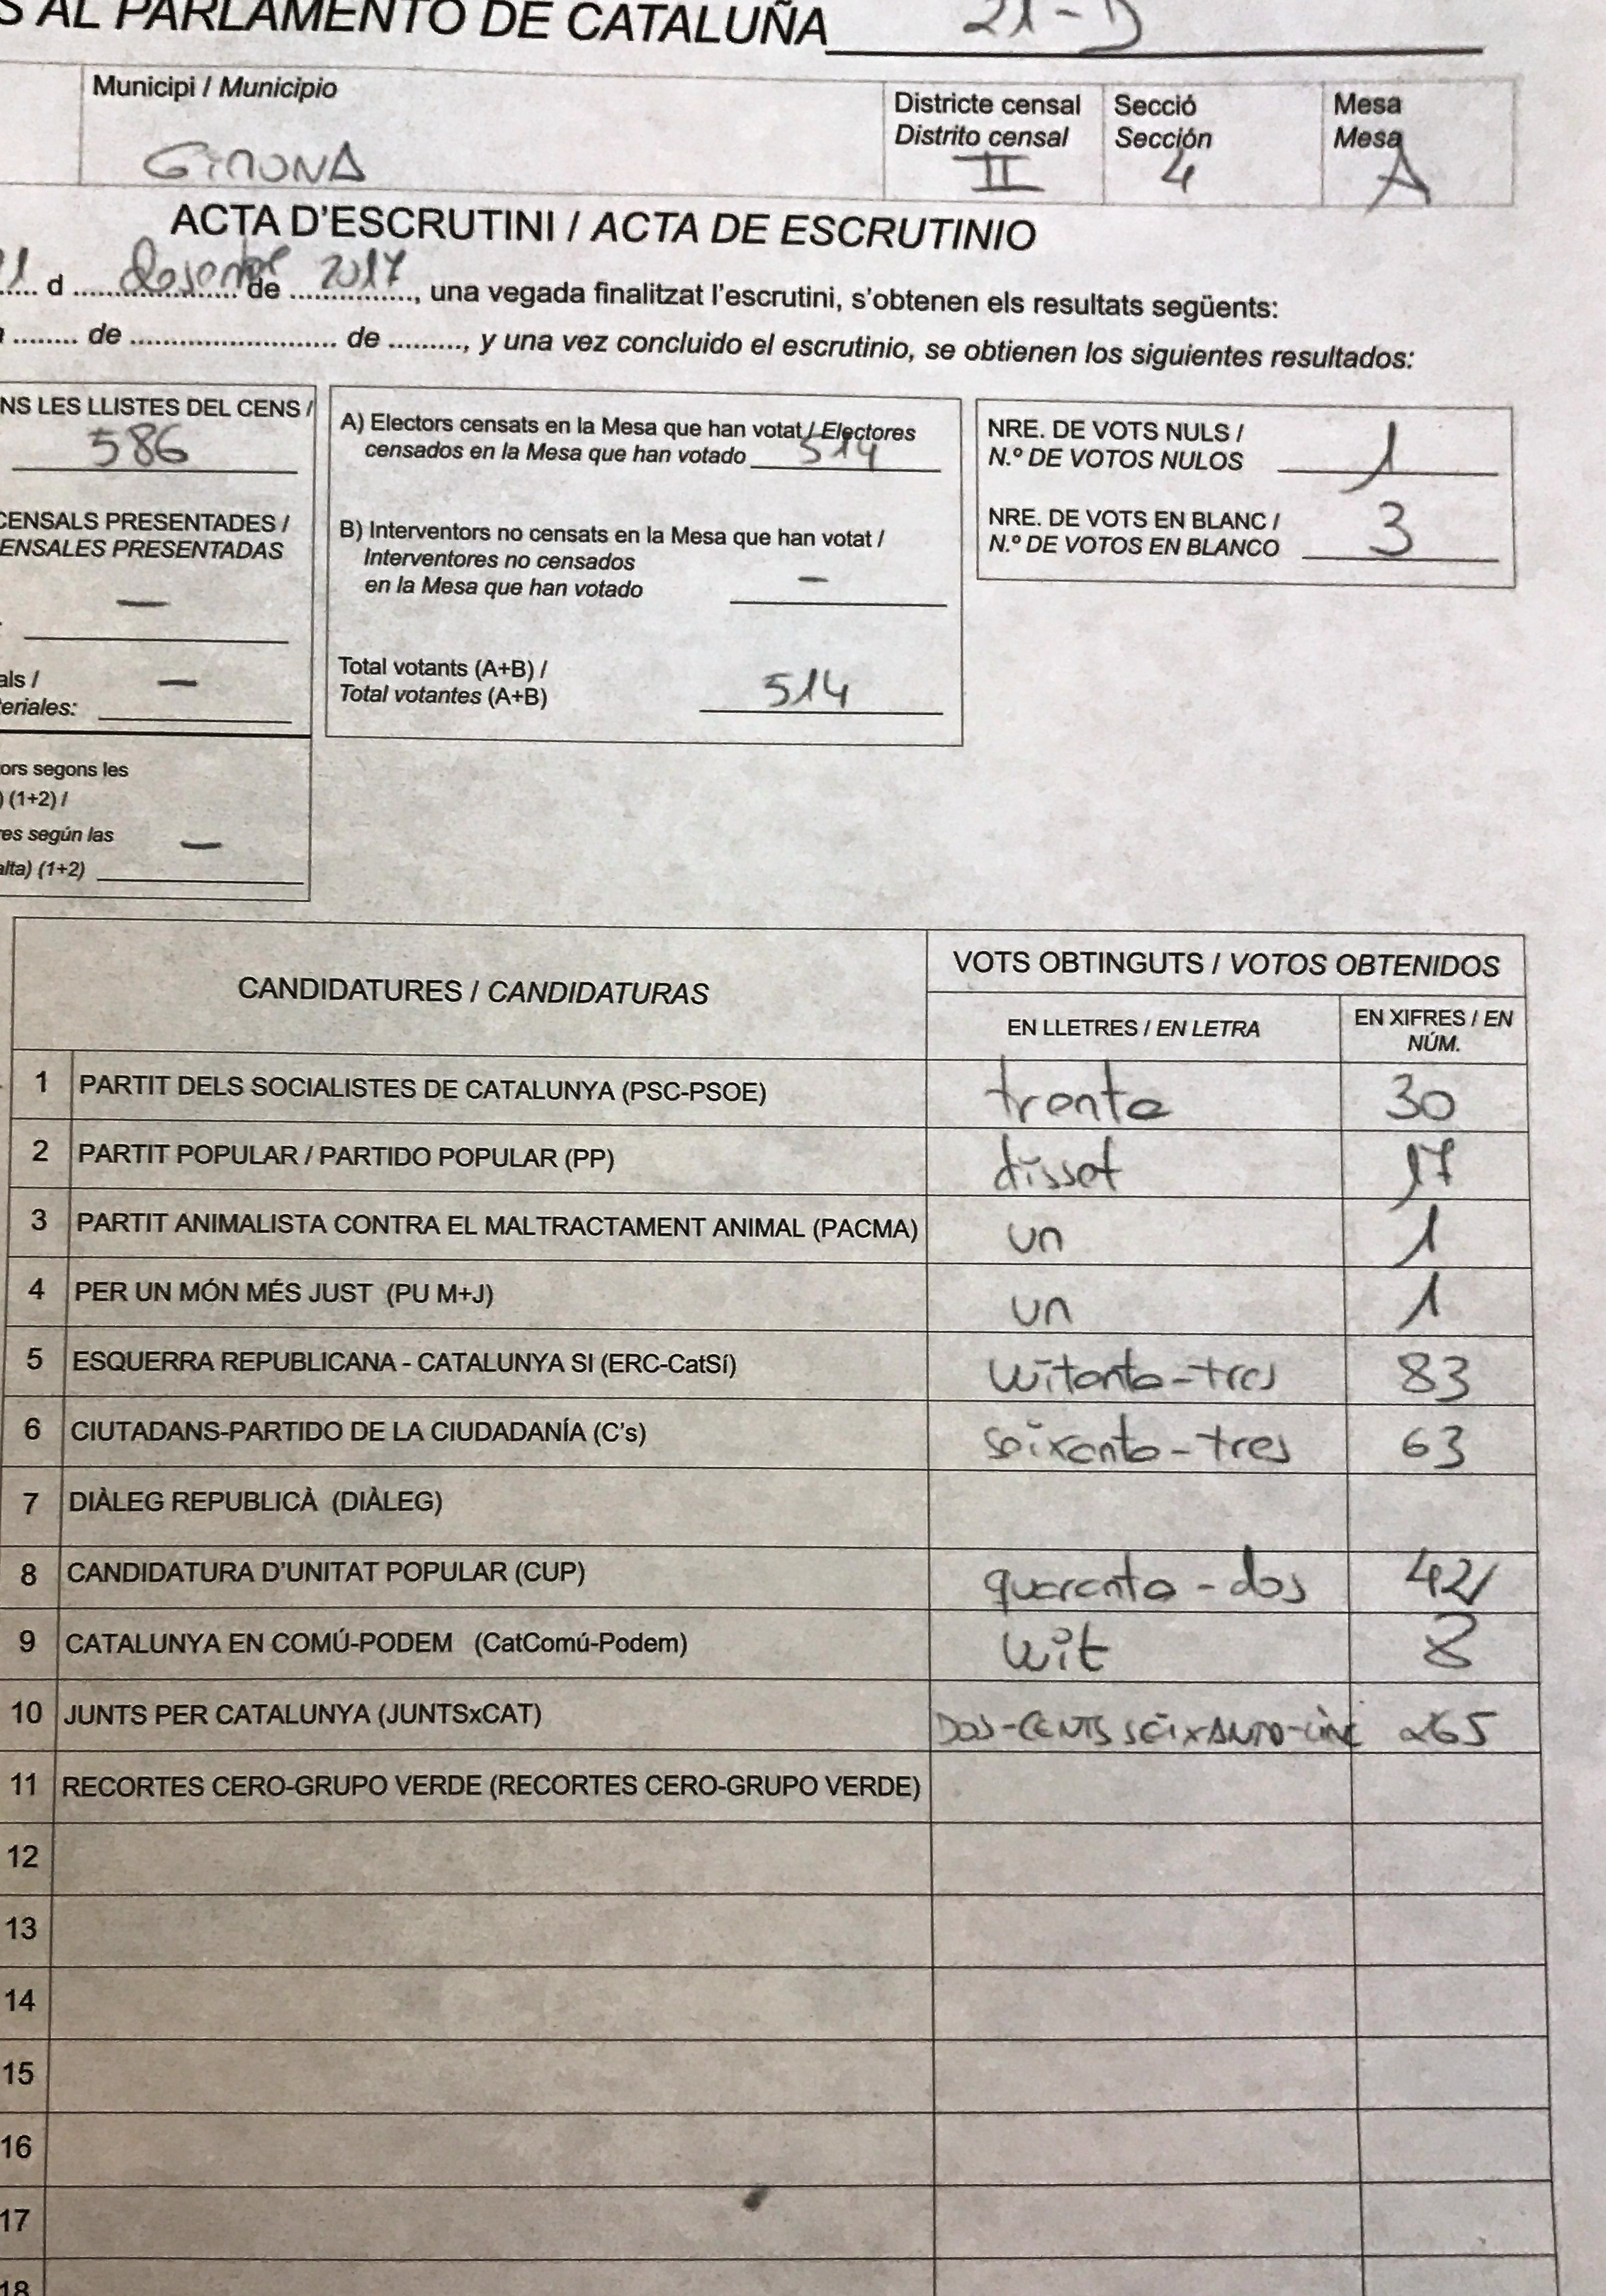 S AL PARLAMENTO DE CATALUÑA 21-D
Municipi / Municipio
GIRONA
Districte censal
Distrito censal
II
Secció
Sección
4
Mesa
Mesa
A
ACTA D'ESCRUTINI / ACTA DE ESCRUTINIO
21 d desembre de 2017, una vegada finalitzat l'escrutini, s'obtenen els resultats següents:
........ de ........................ de ........., y una vez concluido el escrutinio, se obtienen los siguientes resultados:
NS LES LLISTES DEL CENS /
586
CENSALS PRESENTADES /
ENSALES PRESENTADAS
—
als / —
teriales:
ors segons les
) (1+2) /
res según las —
alta) (1+2)
A) Electors censats en la Mesa que han votat / Electores
censados en la Mesa que han votado 514
B) Interventors no censats en la Mesa que han votat /
Interventores no censados
en la Mesa que han votado –
Total votants (A+B) /
Total votantes (A+B) 514
NRE. DE VOTS NULS /
N.º DE VOTOS NULOS 1
NRE. DE VOTS EN BLANC /
N.º DE VOTOS EN BLANCO 3
CANDIDATURES / CANDIDATURAS
VOTS OBTINGUTS / VOTOS OBTENIDOS
EN LLETRES / EN LETRA
EN XIFRES / EN
NÚM.
1 PARTIT DELS SOCIALISTES DE CATALUNYA (PSC-PSOE) trenta 30
2 PARTIT POPULAR / PARTIDO POPULAR (PP) disset 17
3 PARTIT ANIMALISTA CONTRA EL MALTRACTAMENT ANIMAL (PACMA) un 1
4 PER UN MÓN MÉS JUST (PU M+J) un 1
5 ESQUERRA REPUBLICANA - CATALUNYA SI (ERC-CatSí) vuitanta-tres 83
6 CIUTADANS-PARTIDO DE LA CIUDADANÍA (C's) seixanta-tres 63
7 DIÀLEG REPUBLICÀ (DIÀLEG)
8 CANDIDATURA D'UNITAT POPULAR (CUP) quaranta-dos 42
9 CATALUNYA EN COMÚ-PODEM (CatComú-Podem) vuit 8
10 JUNTS PER CATALUNYA (JUNTSxCAT) DOS-CENTS SEIXANTA-CINC 265
11 RECORTES CERO-GRUPO VERDE (RECORTES CERO-GRUPO VERDE)
12
13
14
15
16
17
18